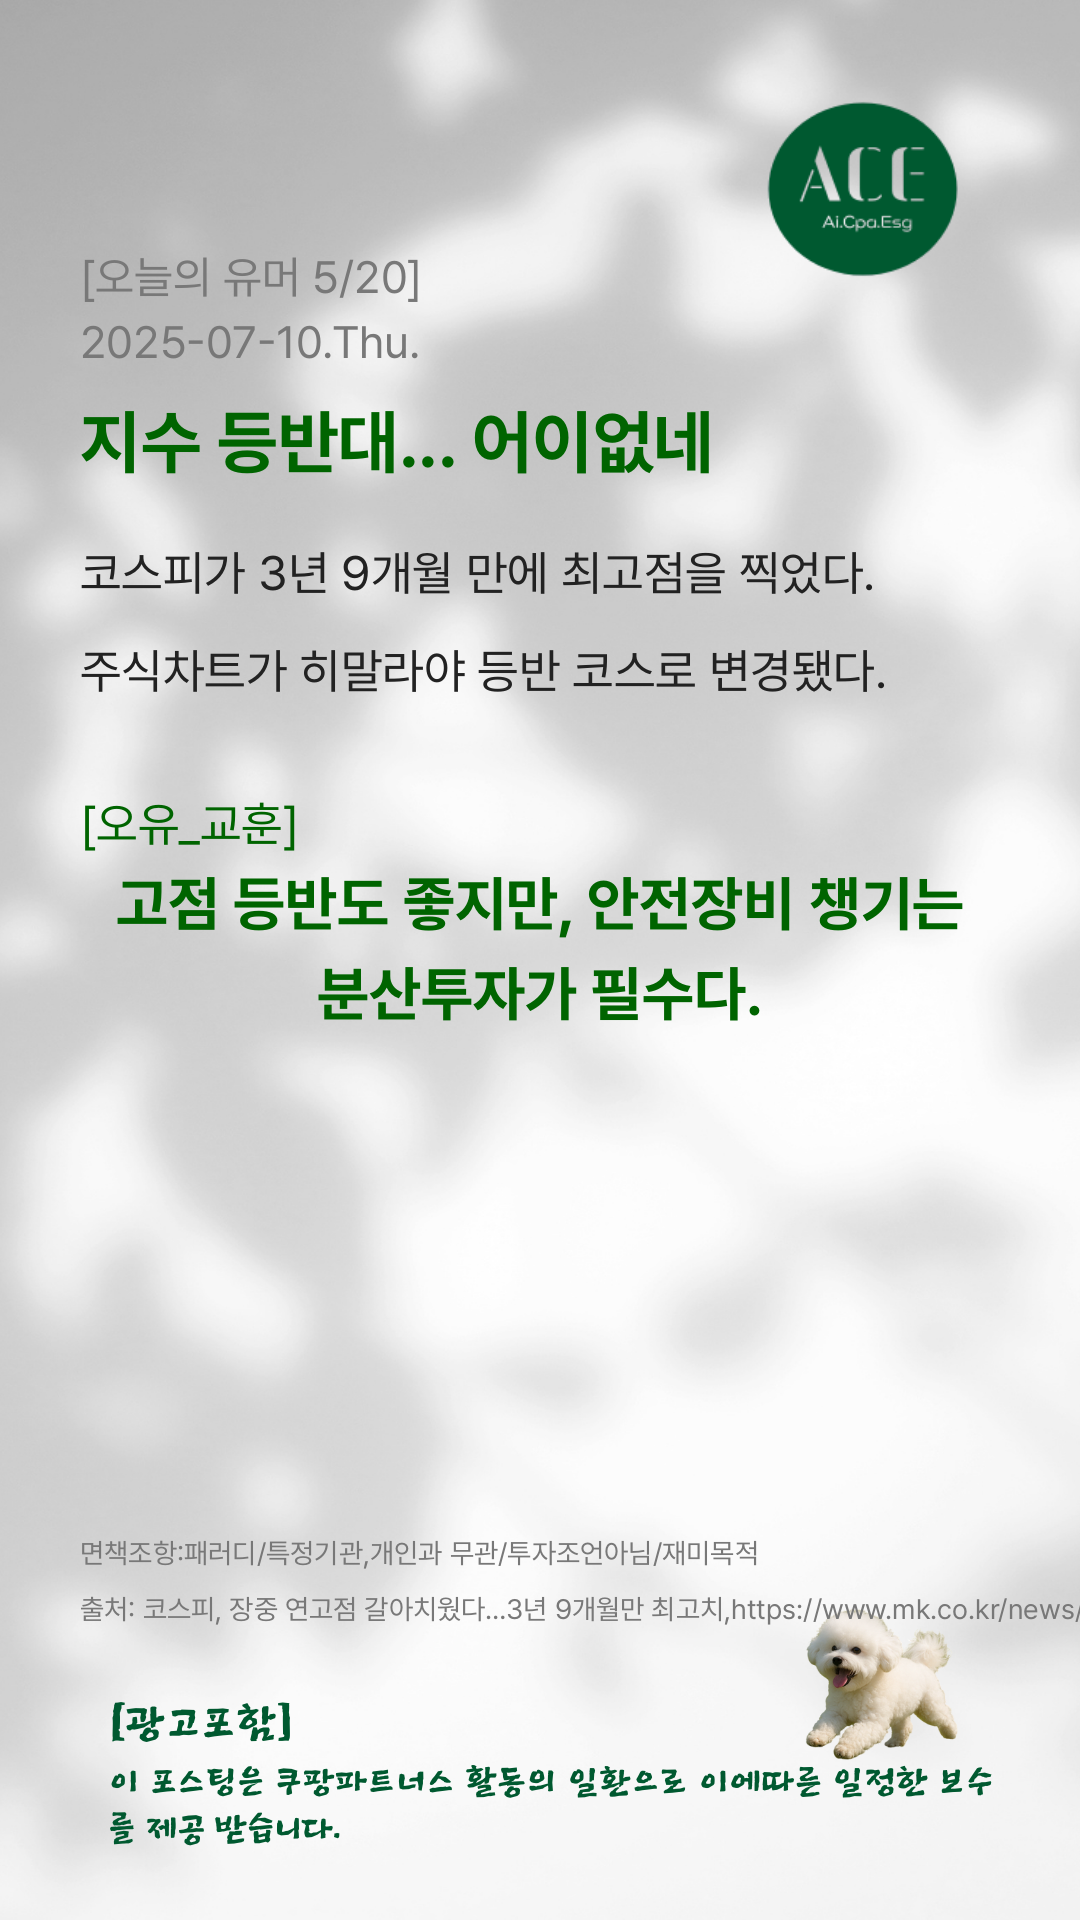 ACE
Ai.Cpa.Esg
[오늘의 유머 5/20]
2025-07-10.Thu.
지수 등반대... 어이없네
코스피가 3년 9개월 만에 최고점을 찍었다.
주식차트가 히말라야 등반 코스로 변경됐다.
[오유_교훈]
고점 등반도 좋지만, 안전장비 챙기는
분산투자가 필수다.
면책조항:패러디/특정기관,개인과 무관/투자조언아님/재미목적
출처: 코스피, 장중 연고점 갈아치웠다...3년 9개월만 최고치,https://www.mk.co.kr/news/
[광고포함]
이 포스팅은 쿠팡파트너스 활동의 일환으로 이에따른 일정한 보수
를 제공 받습니다.